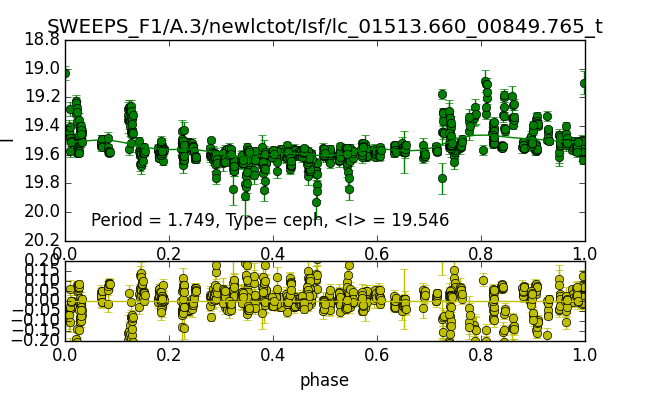 SWEEPS_F1/A.3/newlctot/Isf/lc_01513.660_00849.765_t
18.8
19.0
19.2
19.4
19.6
19.8
20.0
20.2
I
Period = 1.749, Type= ceph, <I> = 19.546
0.0 0.2 0.4 0.6 0.8 1.0
0.20
0.15
0.10
0.05
0.00
−0.05
−0.10
−0.15
−0.20
0.0 0.2 0.4 0.6 0.8 1.0
phase